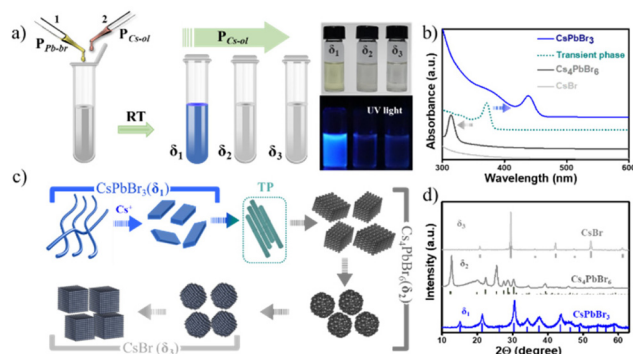 a)
1
2
P_Pb-br
P_Cs-ol
P_Cs-ol
RT
δ₁
δ₂
δ₃
δ₁
δ₂
δ₃
UV light
b)
Absorbance (a.u.)
CsPbBr₃
Transient phase
Cs₄PbBr₆
CsBr
300 400 500 600
Wavelength (nm)
c)
CsPbBr₃(δ₁)
Cs⁺
TP
Cs₄PbBr₆(δ₂)
CsBr (δ₃)
d)
Intensity (a.u.)
δ₃
CsBr
δ₂
Cs₄PbBr₆
δ₁
CsPbBr₃
10 20 30 40 50 60
2Θ (degree)